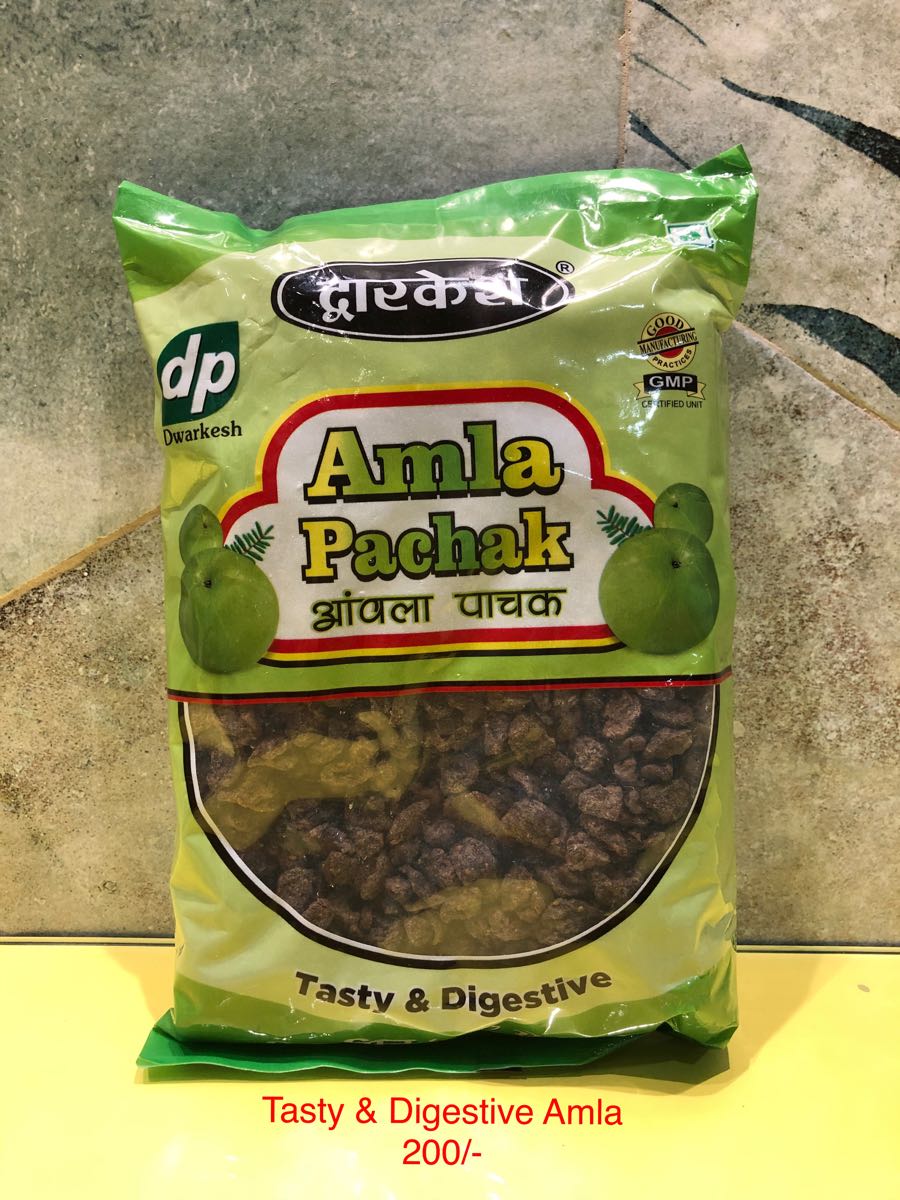 द्वारकेश®
dp
Dwarkesh
GOOD
MANUFACTURING
PRACTICES
GMP
CERTIFIED UNIT
Amla
Pachak
आंवला पाचक
Tasty & Digestive
Tasty & Digestive Amla
200/-